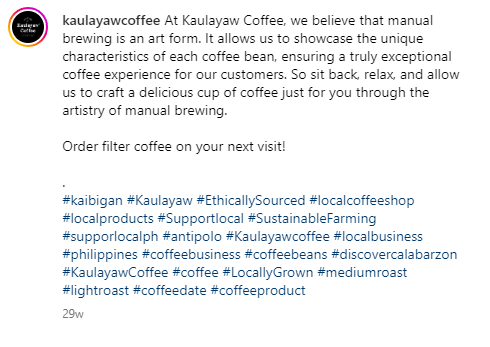 Kaulayaw
Coffee
kaulayawcoffee At Kaulayaw Coffee, we believe that manual
brewing is an art form. It allows us to showcase the unique
characteristics of each coffee bean, ensuring a truly exceptional
coffee experience for our customers. So sit back, relax, and allow
us to craft a delicious cup of coffee just for you through the
artistry of manual brewing.
Order filter coffee on your next visit!
.
#kaibigan #Kaulayaw #EthicallySourced #localcoffeeshop
#localproducts #Supportlocal #SustainableFarming
#supporlocalph #antipolo #Kaulayawcoffee #localbusiness
#philippines #coffeebusiness #coffeebeans #discovercalabarzon
#KaulayawCoffee #coffee #LocallyGrown #mediumroast
#lightroast #coffeedate #coffeeproduct
29w